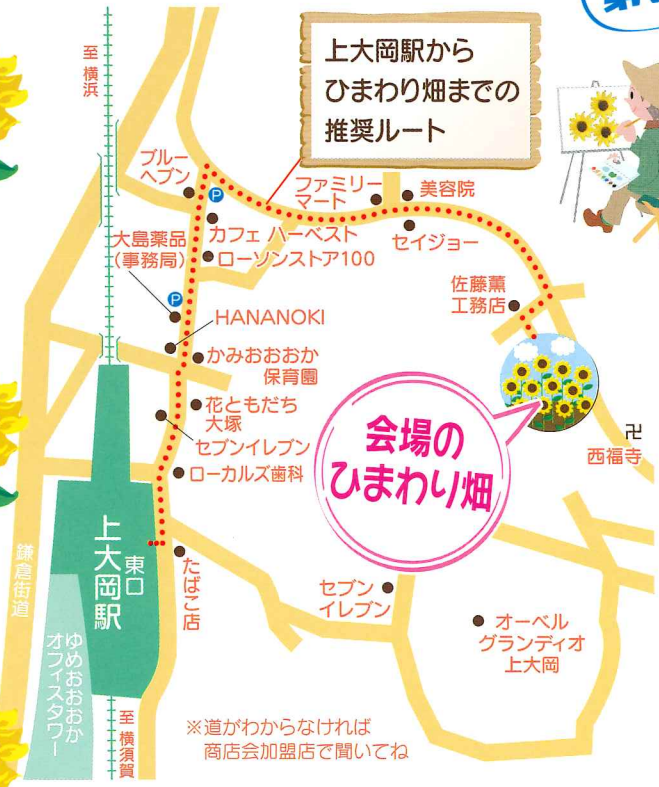 上大岡駅から
ひまわり畑までの
推奨ルート
至 横浜
ブルー
ヘブン
P
ファミリー
マート
美容院
カフェ ハーベスト
セイジョー
大島薬品
(事務局)
ローソンストア100
佐藤薫
工務店
P
HANANOKI
かみおおおか
保育園
花ともだち
大塚
セブンイレブン
ローカルズ歯科
会場の
ひまわり畑
卍
西福寺
鎌倉街道
上大岡駅
東口
たばこ店
セブン
イレブン
オーベル
グランディオ
上大岡
ゆめおおおか
オフィスタワー
至 横須賀
※道がわからなければ
商店会加盟店で聞いてね